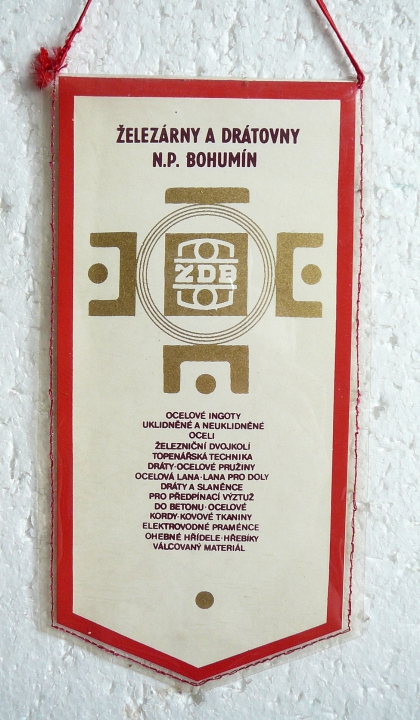 ŽELEZÁRNY A DRÁTOVNY
N.P. BOHUMÍN
ŽDB
OCELOVÉ INGOTY
UKLIDNĚNÉ A NEUKLIDNĚNÉ
OCELI
ŽELEZNIČNÍ DVOJKOLÍ
TOPENÁŘSKÁ TECHNIKA
DRÁTY·OCELOVÉ PRUŽINY
OCELOVÁ LANA·LANA PRO DOLY
DRÁTY A SLANĚNCE
PRO PŘEDPÍNACÍ VÝZTUŽ
DO BETONU·OCELOVÉ
KORDY·KOVOVÉ TKANINY
ELEKTROVODNÉ PRAMÉNCE
OHEBNÉ HŘÍDELE·HŘEBÍKY
VÁLCOVANÝ MATERIÁL